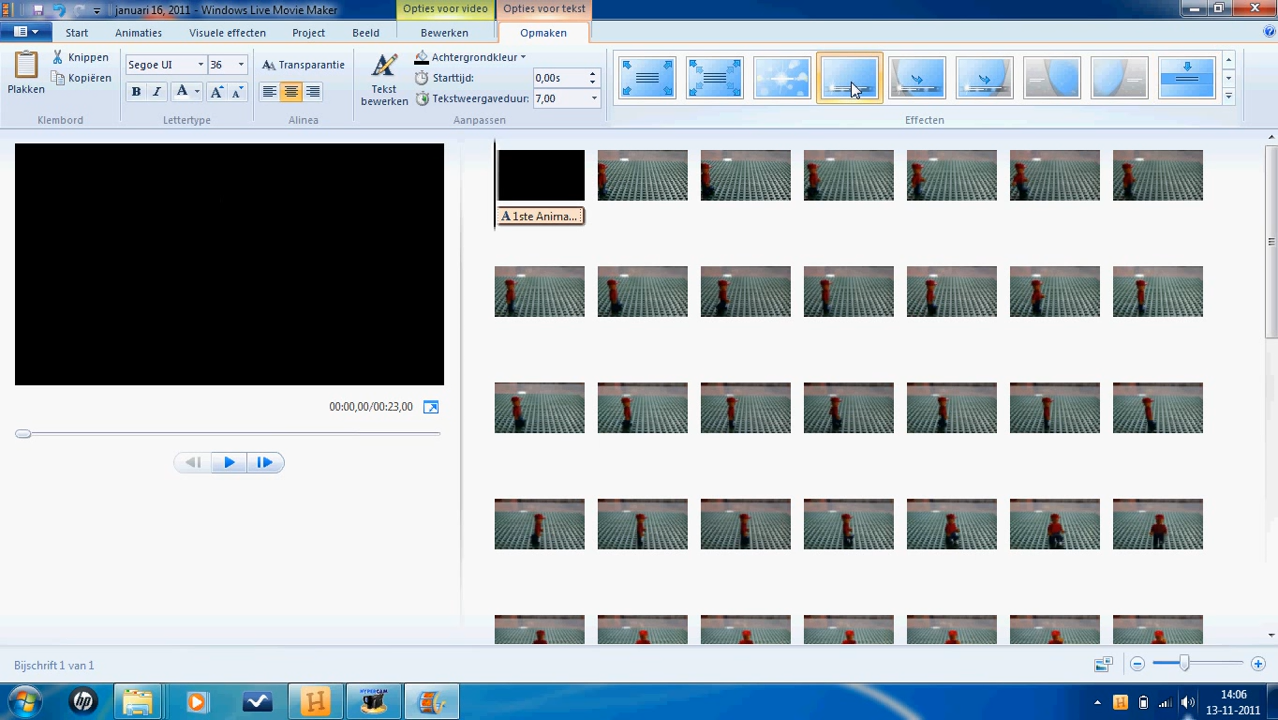 januari 16, 2011 - Windows Live Movie Maker
Opties voor video
Opties voor tekst
Start
Animaties
Visuele effecten
Project
Beeld
Bewerken
Opmaken
Plakken
Knippen
Kopiëren
Klembord
Segoe UI
36
B
I
A
A
A
Lettertype
Transparantie
Alinea
Tekst
bewerken
Achtergrondkleur
Starttijd:
0,00s
Tekstweergaveduur:
7,00
Aanpassen
Effecten
A 1ste Anima...
00:00,00/00:23,00
Bijschrift 1 van 1
hp
H
HYPERCAM
H
14:06
13-11-2011